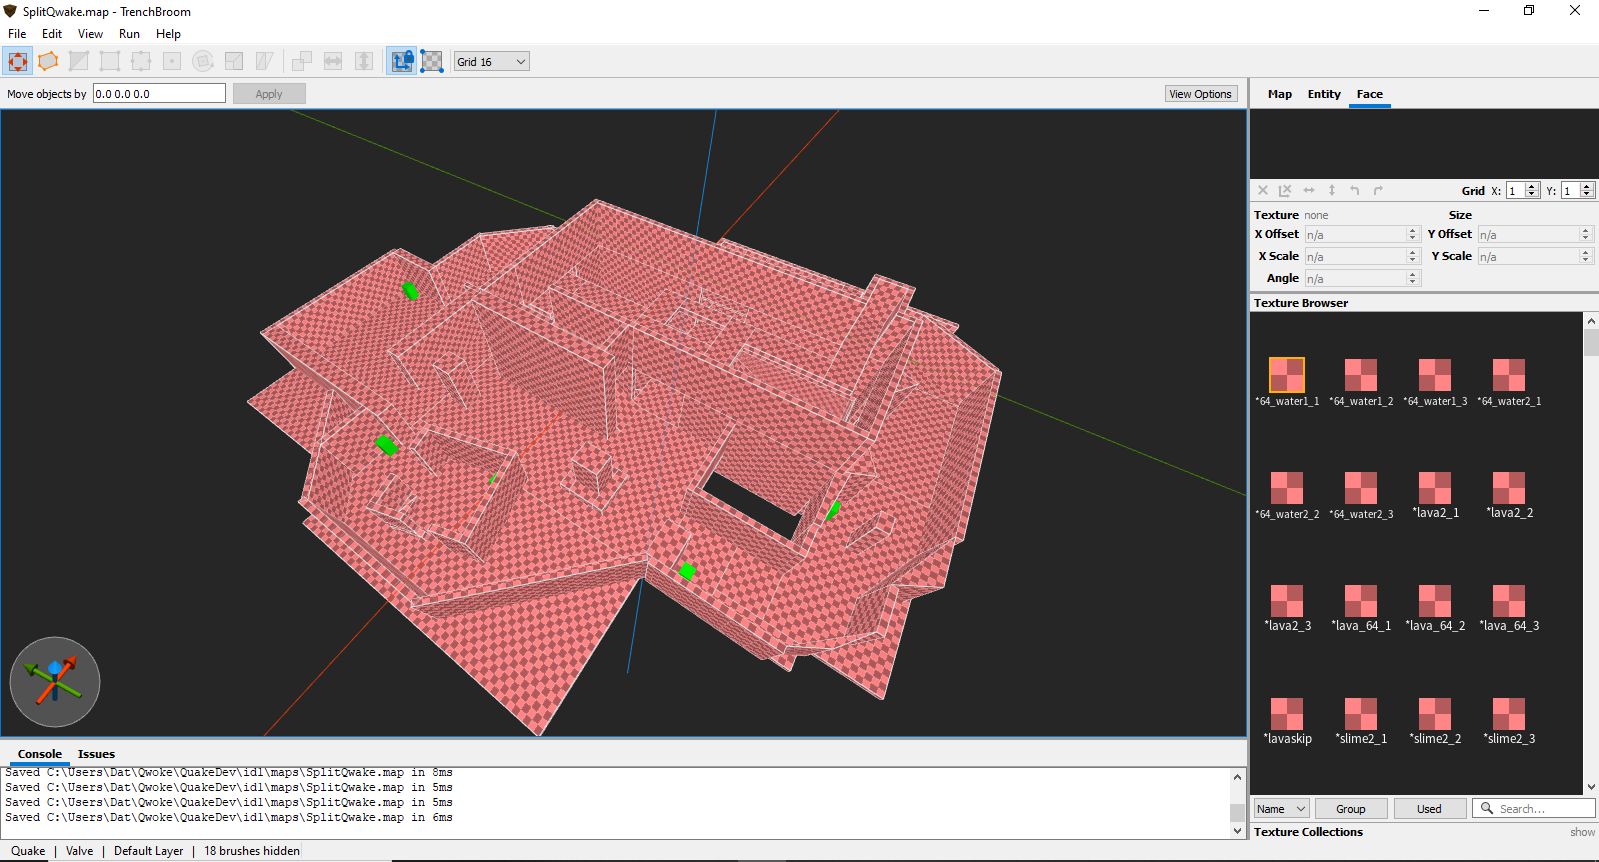 SplitQwake.map - TrenchBroom
File Edit View Run Help
Grid 16
Move objects by 0.0 0.0 0.0 Apply View Options
Map Entity Face
Grid X: 1 Y: 1
Texture none Size
X Offset n/a Y Offset n/a
X Scale n/a Y Scale n/a
Angle n/a
Texture Browser
*64_water1_1 *64_water1_2 *64_water1_3 *64_water2_1
*64_water2_2 *64_water2_3 *lava2_1 *lava2_2
*lava2_3 *lava_64_1 *lava_64_2 *lava_64_3
*lavaskip *slime2_1 *slime2_2 *slime2_3
Name Group Used Search...
Texture Collections show
Console Issues
Saved C:\Users\Dat\Qwoke\QuakeDev\id1\maps\SplitQwake.map in 8ms
Saved C:\Users\Dat\Qwoke\QuakeDev\id1\maps\SplitQwake.map in 5ms
Saved C:\Users\Dat\Qwoke\QuakeDev\id1\maps\SplitQwake.map in 5ms
Saved C:\Users\Dat\Qwoke\QuakeDev\id1\maps\SplitQwake.map in 6ms
Quake | Valve | Default Layer | 18 brushes hidden